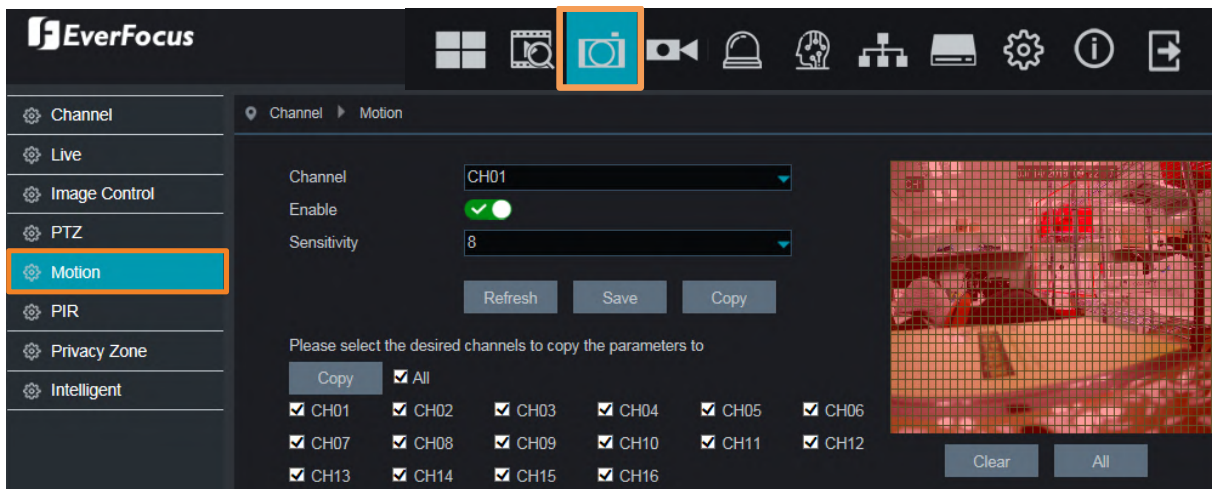 EverFocus
Channel
Live
Image Control
PTZ
Motion
PIR
Privacy Zone
Intelligent
Channel Motion
Channel CH01
Enable
Sensitivity 8
Refresh Save Copy
Please select the desired channels to copy the parameters to
Copy All
CH01 CH02 CH03 CH04 CH05 CH06
CH07 CH08 CH09 CH10 CH11 CH12
CH13 CH14 CH15 CH16
Clear All